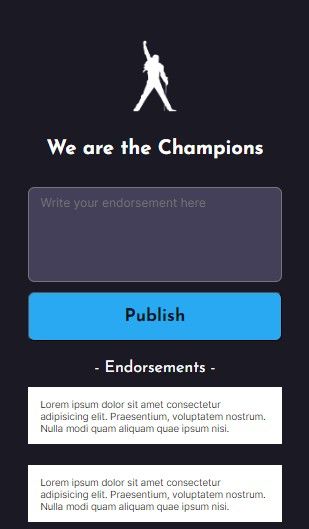 We are the Champions
Write your endorsement here
Publish
- Endorsements -
Lorem ipsum dolor sit amet consectetur
adipisicing elit. Praesentium, voluptatem nostrum.
Nulla modi quam aliquam quae ipsum nisi.
Lorem ipsum dolor sit amet consectetur
adipisicing elit. Praesentium, voluptatem nostrum.
Nulla modi quam aliquam quae ipsum nisi.